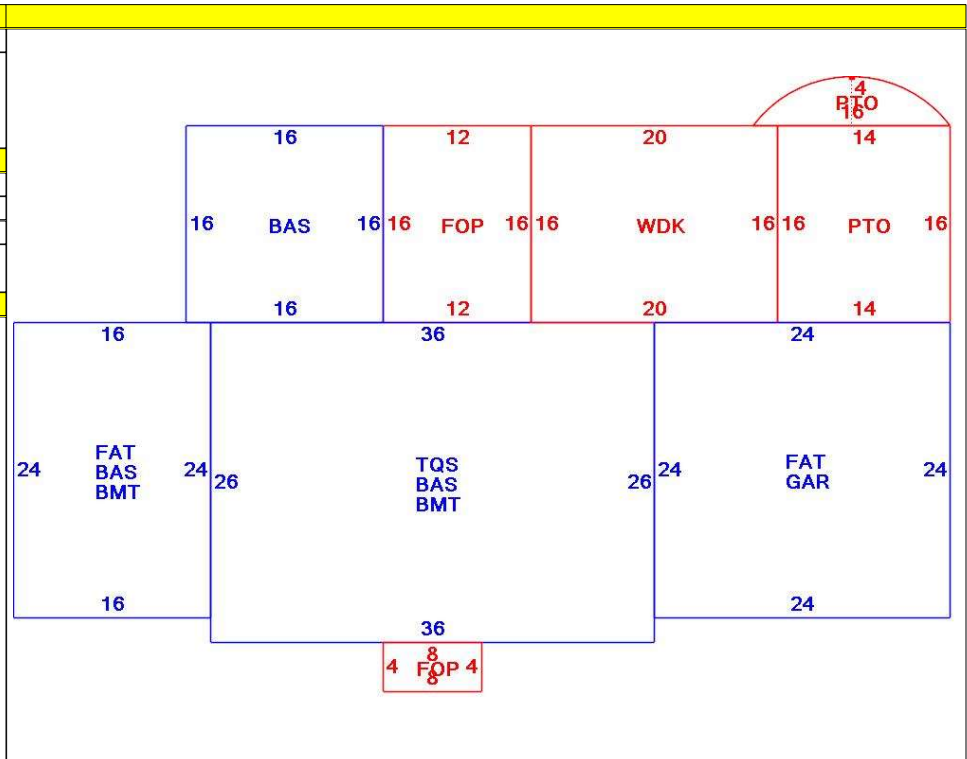 4
PTO
16
16 12 20 14
16 BAS 16 16 FOP 16 16 WDK 16 16 PTO 16
16 12 20 14
16 36 24
24 FAT 24 26 TQS 26 24 FAT 24
BAS BAS GAR
BMT BMT
16 24
36
8
4 FOP 4
8